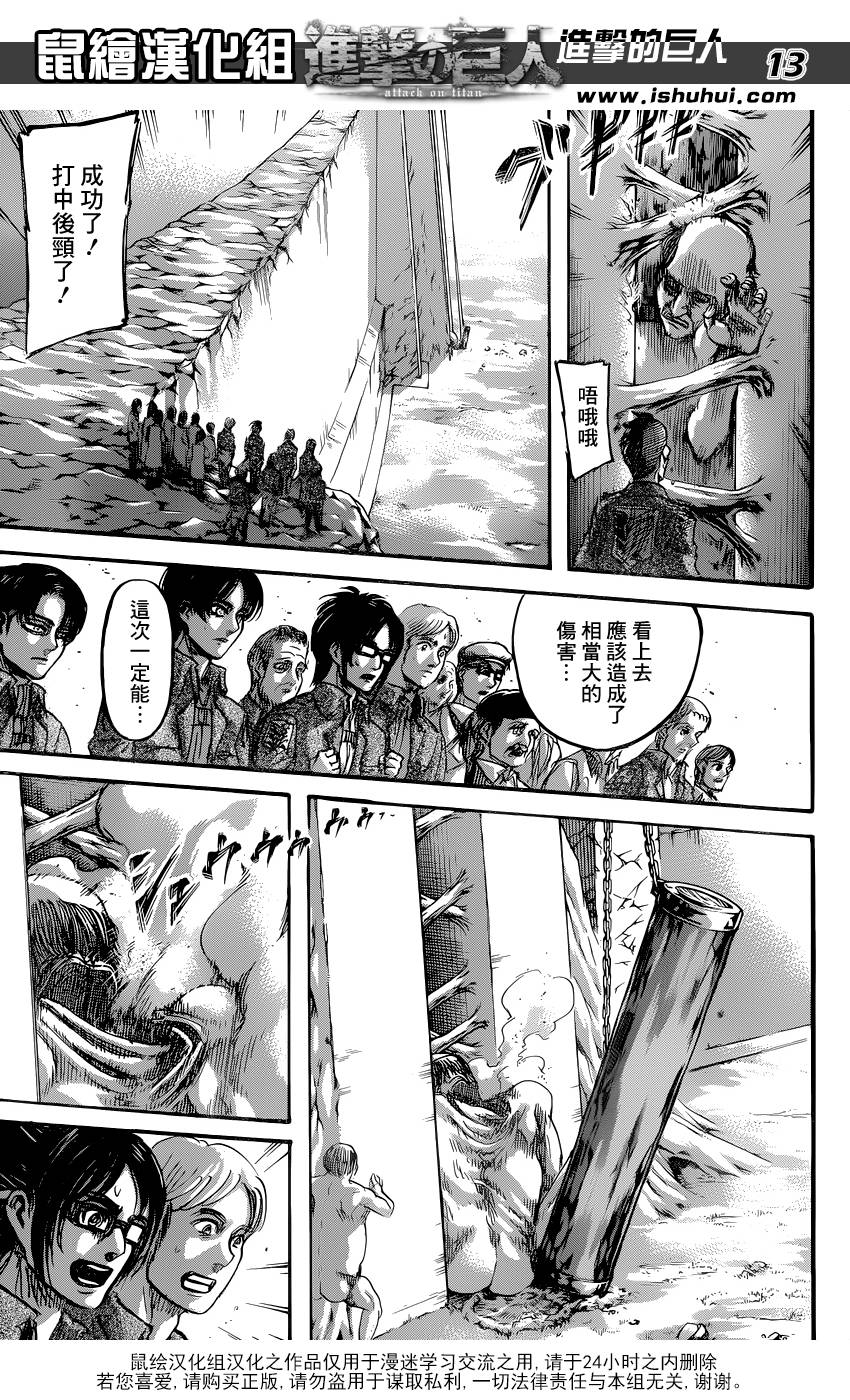 鼠繪漢化組
進撃の巨人
attack on titan
進擊的巨人
13
www.ishuhui.com
唔哦哦
成功了！
打中後頸了！
看上去
應該造成了
相當大的
傷害…
這次一定能…
鼠绘汉化组汉化之作品仅用于漫迷学习交流之用, 请于24小时之内删除
若您喜爱, 请购买正版, 请勿盗用于谋取私利, 一切法律责任与本组无关, 谢谢。